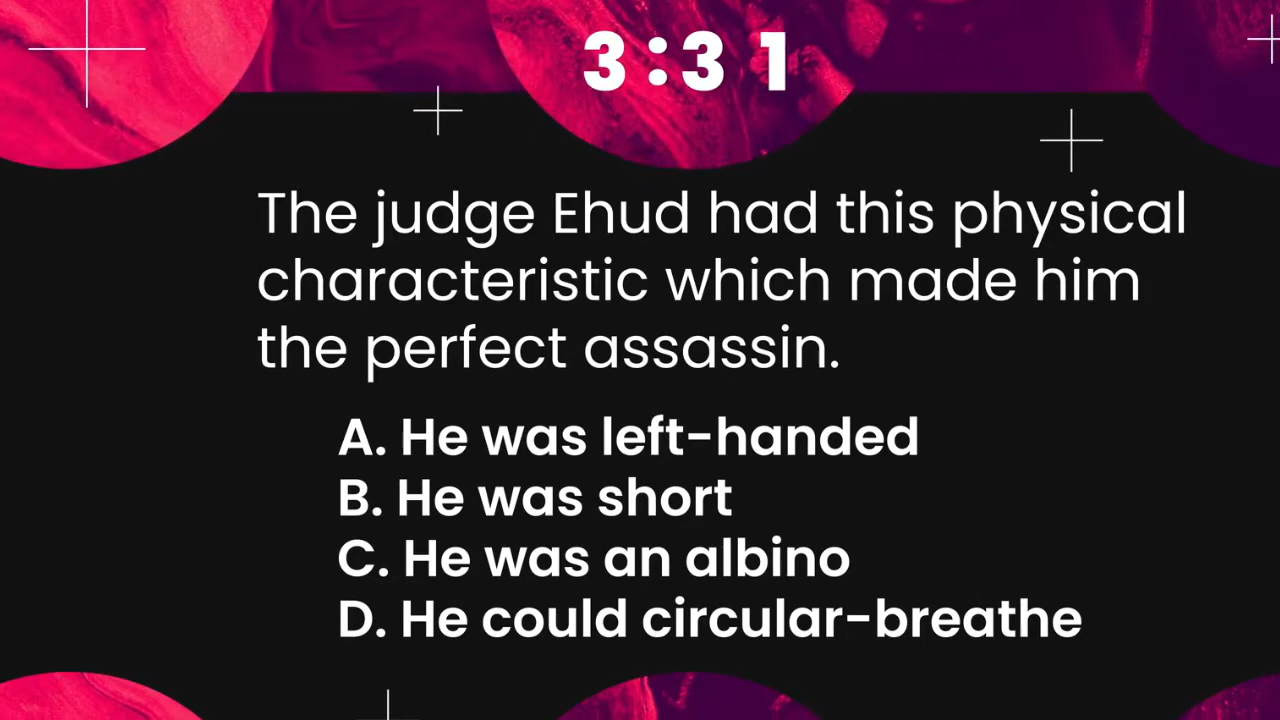 3:31
The judge Ehud had this physical
characteristic which made him
the perfect assassin.
A. He was left-handed
B. He was short
C. He was an albino
D. He could circular-breathe